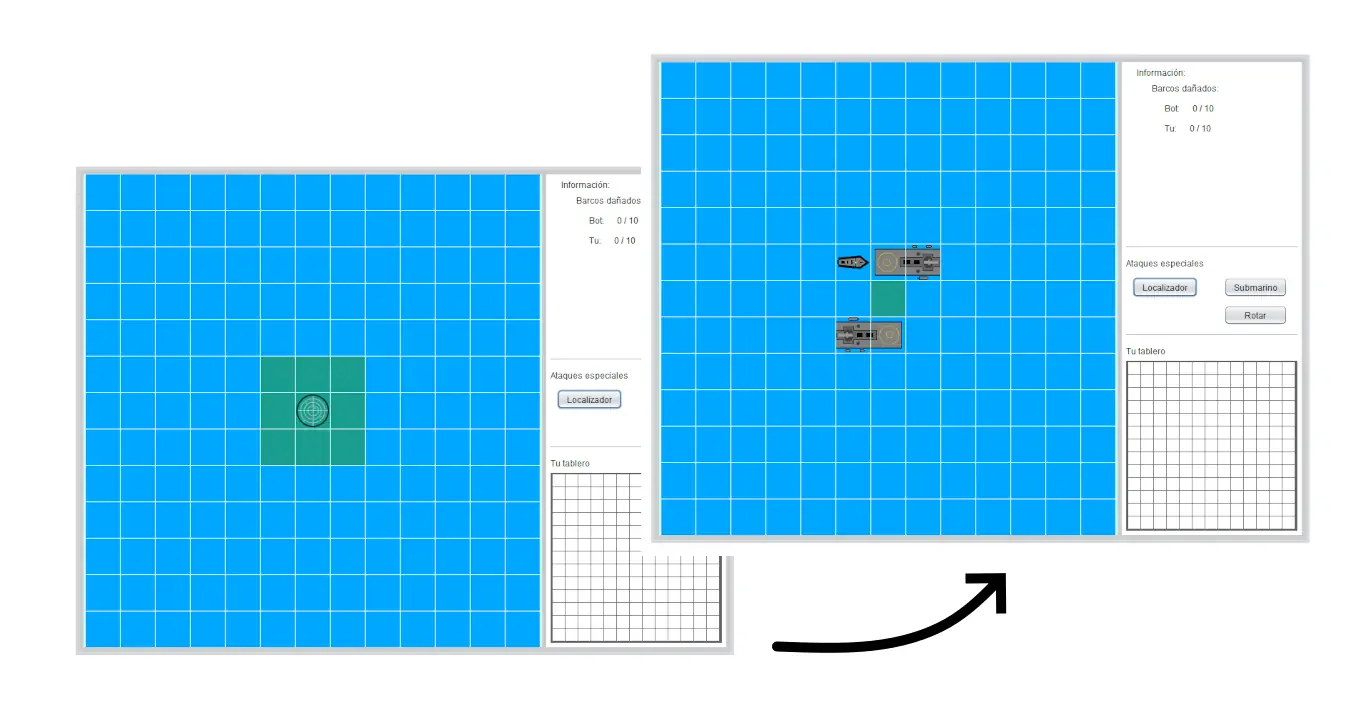 Información:
Barcos dañados
Bot: 0 / 10
Tu: 0 / 10
Ataques especiales
Localizador
Tu tablero
Información:
Barcos dañados:
Bot: 0 / 10
Tu: 0 / 10
Ataques especiales
Localizador Submarino
Rotar
Tu tablero